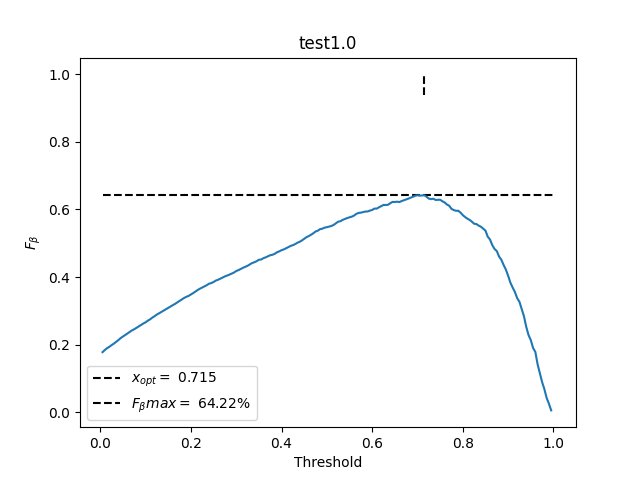 test1.0
1.0
0.8
0.6
0.4
0.2
0.0
F_β
x_opt = 0.715
F_β max = 64.22%
0.0 0.2 0.4 0.6 0.8 1.0
Threshold